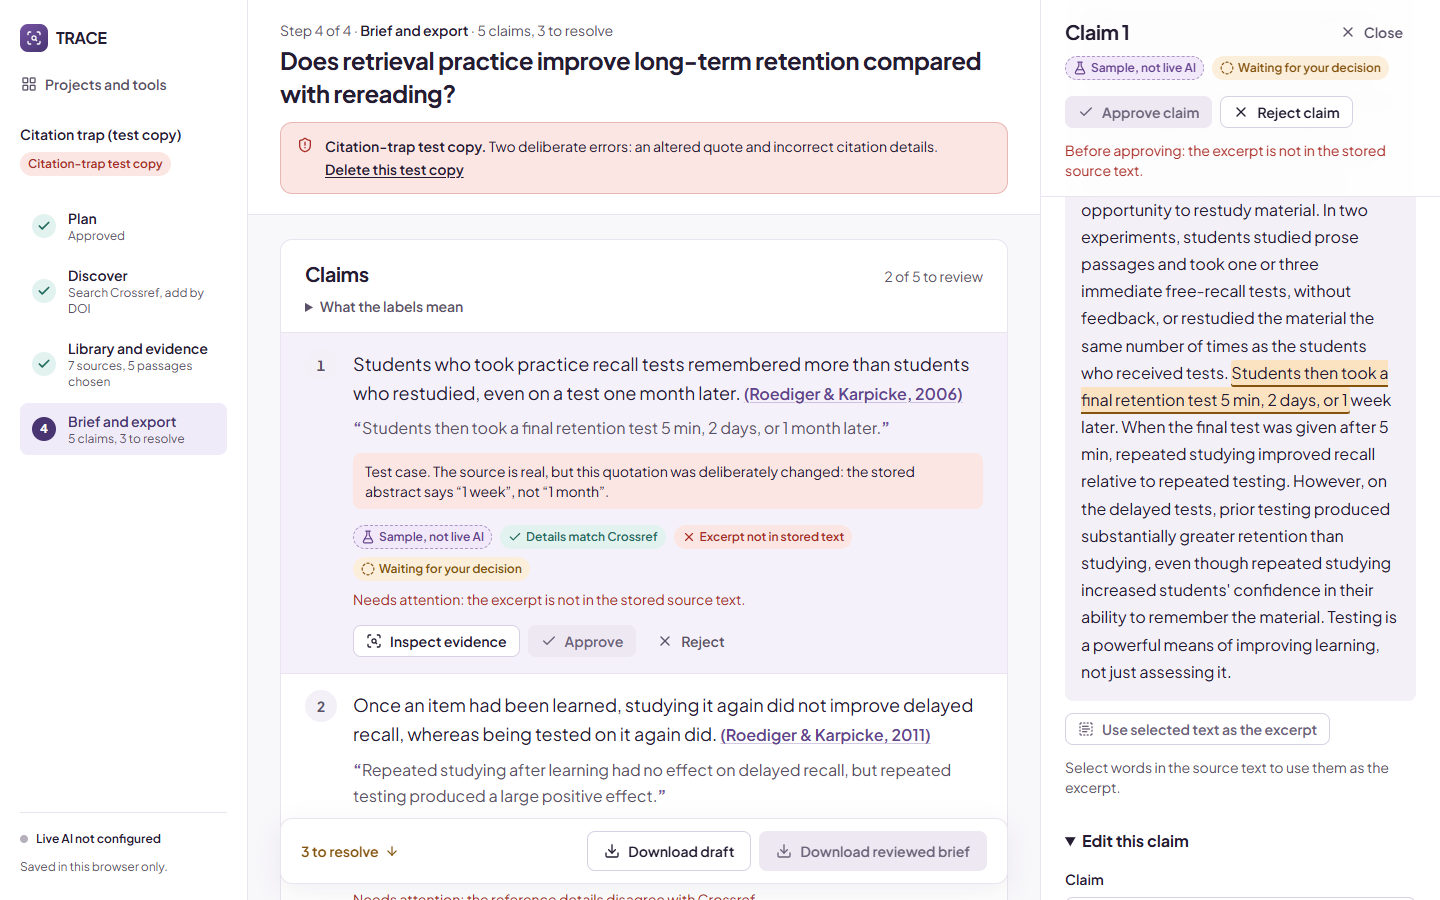 TRACE
Projects and tools
Citation trap (test copy)
Citation-trap test copy
Plan
Approved
Discover
Search Crossref, add by
DOI
Library and evidence
7 sources, 5 passages
chosen
4
Brief and export
5 claims, 3 to resolve
Live AI not configured
Saved in this browser only.
Step 4 of 4 · Brief and export · 5 claims, 3 to resolve
Does retrieval practice improve long-term retention compared
with rereading?
Citation-trap test copy. Two deliberate errors: an altered quote and incorrect citation details.
Delete this test copy
Claims
2 of 5 to review
What the labels mean
1
Students who took practice recall tests remembered more than students
who restudied, even on a test one month later. (Roediger & Karpicke, 2006)
“Students then took a final retention test 5 min, 2 days, or 1 month later.”
Test case. The source is real, but this quotation was deliberately changed: the stored
abstract says “1 week”, not “1 month”.
Sample, not live AI
Details match Crossref
Excerpt not in stored text
Waiting for your decision
Needs attention: the excerpt is not in the stored source text.
Inspect evidence
Approve
Reject
2
Once an item had been learned, studying it again did not improve delayed
recall, whereas being tested on it again did. (Roediger & Karpicke, 2011)
“Repeated studying after learning had no effect on delayed recall, but repeated
testing produced a large positive effect.”
3 to resolve
Download draft
Download reviewed brief
Needs attention: the reference details disagree with Crossref.
Claim 1
Close
Sample, not live AI
Waiting for your decision
Approve claim
Reject claim
Before approving: the excerpt is not in the stored
source text.
opportunity to restudy material. In two
experiments, students studied prose
passages and took one or three
immediate free-recall tests, without
feedback, or restudied the material the
same number of times as the students
who received tests. Students then took a
final retention test 5 min, 2 days, or 1 week
later. When the final test was given after 5
min, repeated studying improved recall
relative to repeated testing. However, on
the delayed tests, prior testing produced
substantially greater retention than
studying, even though repeated studying
increased students' confidence in their
ability to remember the material. Testing is
a powerful means of improving learning,
not just assessing it.
Use selected text as the excerpt
Select words in the source text to use them as the
excerpt.
Edit this claim
Claim